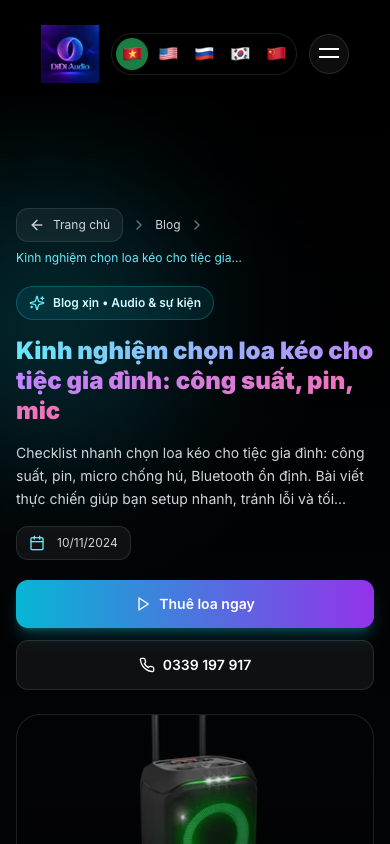 DiDi Audio
Trang chủ
Blog
Kinh nghiệm chọn loa kéo cho tiệc gia...
Blog xịn • Audio & sự kiện
Kinh nghiệm chọn loa kéo cho
tiệc gia đình: công suất, pin,
mic
Checklist nhanh chọn loa kéo cho tiệc gia đình: công
suất, pin, micro chống hú, Bluetooth ổn định. Bài viết
thực chiến giúp bạn setup nhanh, tránh lỗi và tối...
10/11/2024
Thuê loa ngay
0339 197 917